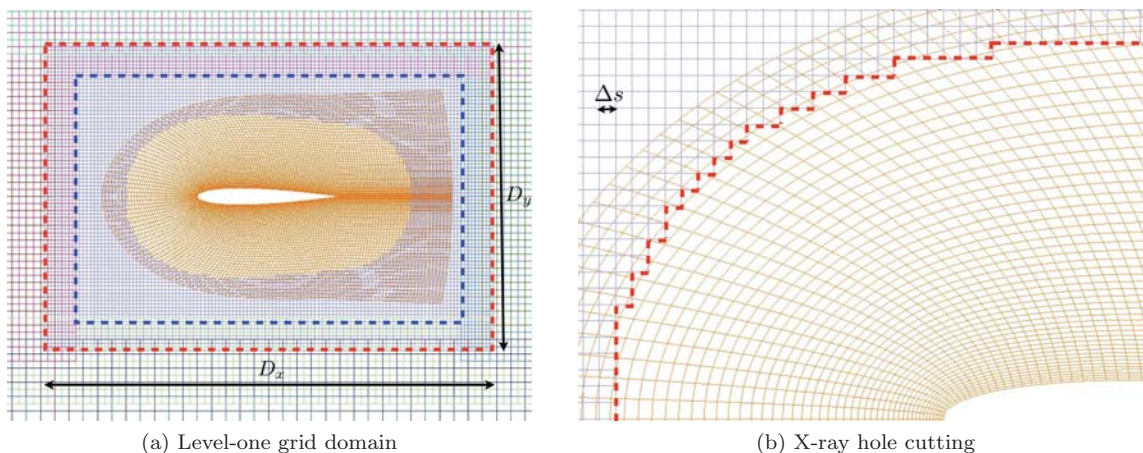 Δs
D_y
D_x
(a) Level-one grid domain
(b) X-ray hole cutting